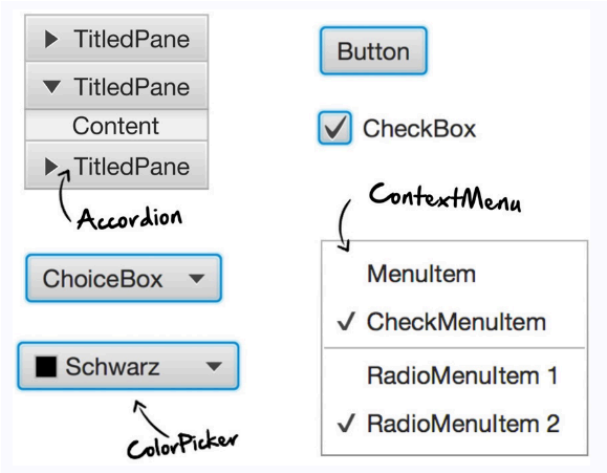 TitledPane
TitledPane
Content
TitledPane
Accordion
ChoiceBox
Schwarz
ColorPicker
Button
CheckBox
ContextMenu
MenuItem
CheckMenuItem
RadioMenuItem 1
RadioMenuItem 2